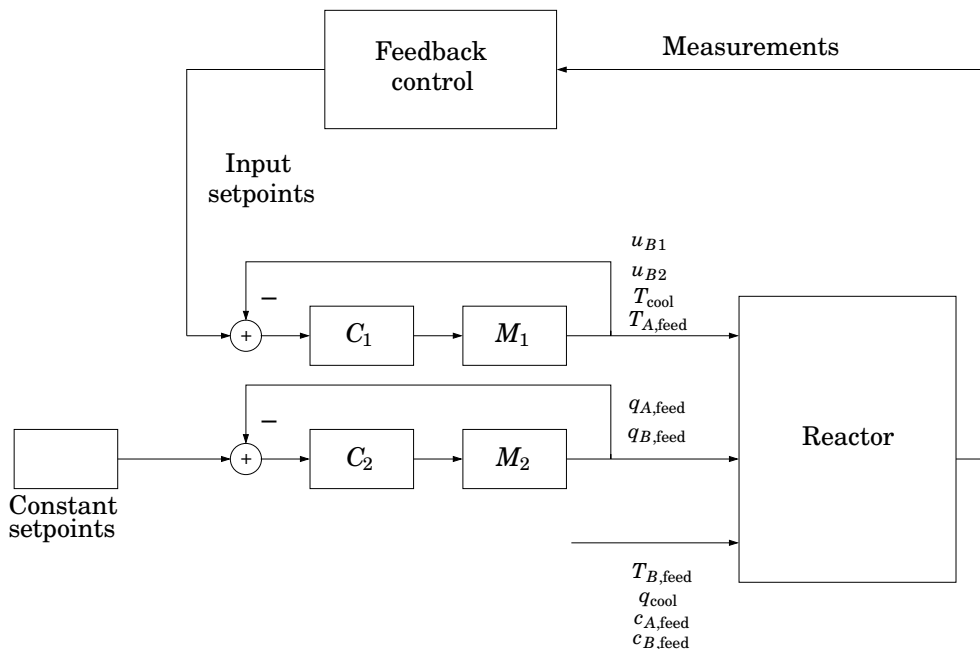 Feedback
control
Measurements
Input
setpoints
u_{B1}
u_{B2}
T_{cool}
T_{A,feed}
−
+
C_1
M_1
q_{A,feed}
q_{B,feed}
−
+
C_2
M_2
Reactor
Constant
setpoints
T_{B,feed}
q_{cool}
c_{A,feed}
c_{B,feed}